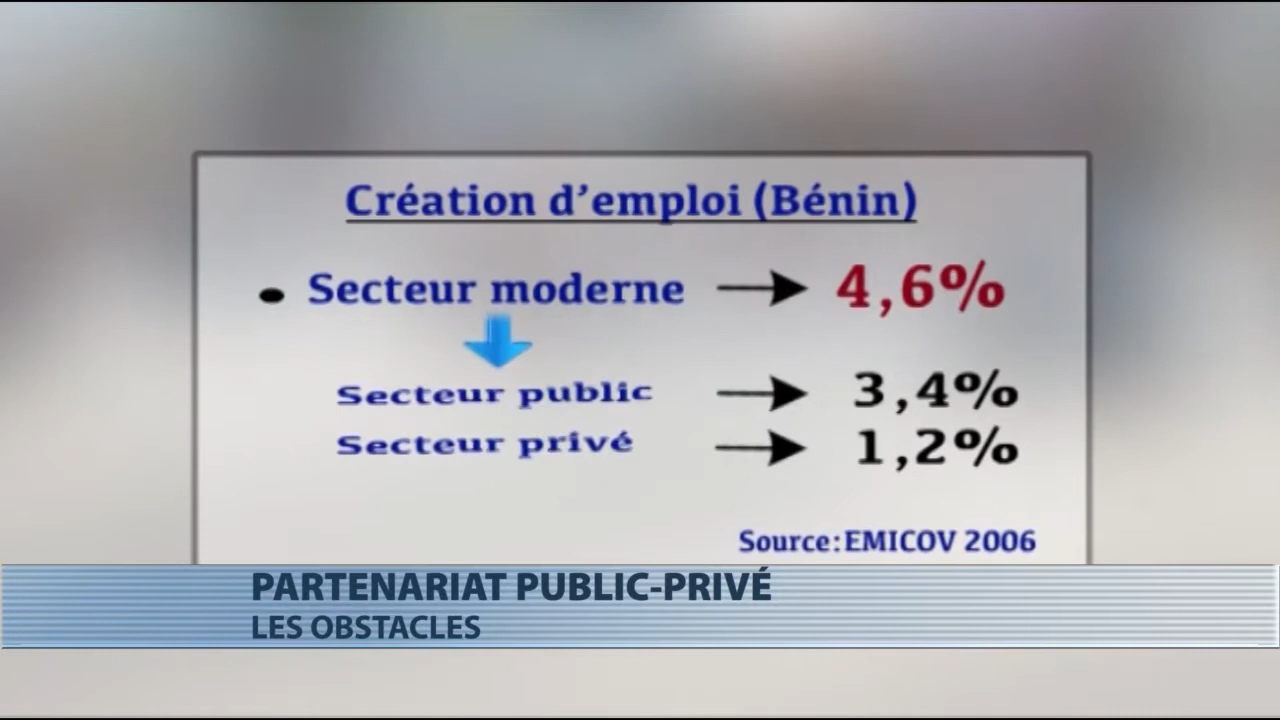 Création d'emploi (Bénin)
Secteur moderne 4,6%
Secteur public 3,4%
Secteur privé 1,2%
Source: EMICOV 2006
PARTENARIAT PUBLIC-PRIVÉ
LES OBSTACLES